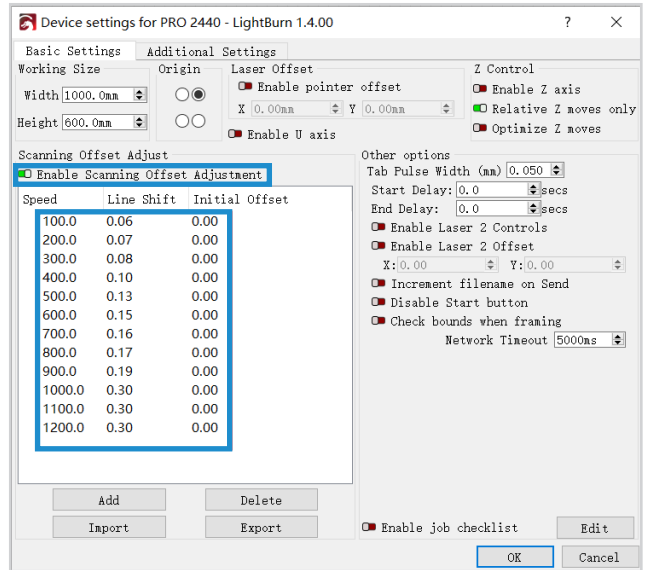 Device settings for PRO 2440 - LightBurn 1.4.00
Basic Settings Additional Settings
Working Size
Width 1000.0mm
Height 600.0mm
Origin
Laser Offset
Enable pointer offset
X 0.00mm Y 0.00mm
Enable U axis
Z Control
Enable Z axis
Relative Z moves only
Optimize Z moves
Scanning Offset Adjust
Enable Scanning Offset Adjustment
Speed Line Shift Initial Offset
100.0 0.06 0.00
200.0 0.07 0.00
300.0 0.08 0.00
400.0 0.10 0.00
500.0 0.13 0.00
600.0 0.15 0.00
700.0 0.16 0.00
800.0 0.17 0.00
900.0 0.19 0.00
1000.0 0.30 0.00
1100.0 0.30 0.00
1200.0 0.30 0.00
Add Delete
Import Export
Other options
Tab Pulse Width (mm) 0.050
Start Delay: 0.0 secs
End Delay: 0.0 secs
Enable Laser 2 Controls
Enable Laser 2 Offset
X: 0.00 Y: 0.00
Increment filename on Send
Disable Start button
Check bounds when framing
Network Timeout 5000ms
Enable job checklist Edit
OK Cancel